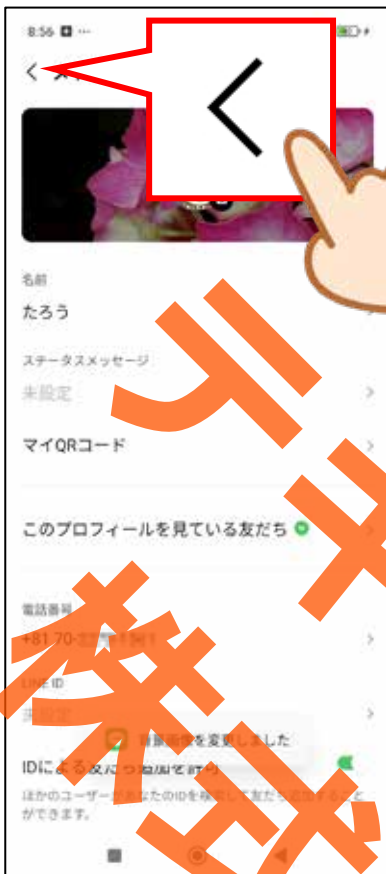 8:56
名前
たろう
ステータスメッセージ
未設定
マイQRコード
このプロフィールを見ている友だち
電話番号
+81 70-
LINE ID
未設定
背景画像を変更しました
IDによる友だち追加を許可
ほかのユーザーがあなたのIDを検索して友だち追加すること
ができます。
テチ
株式